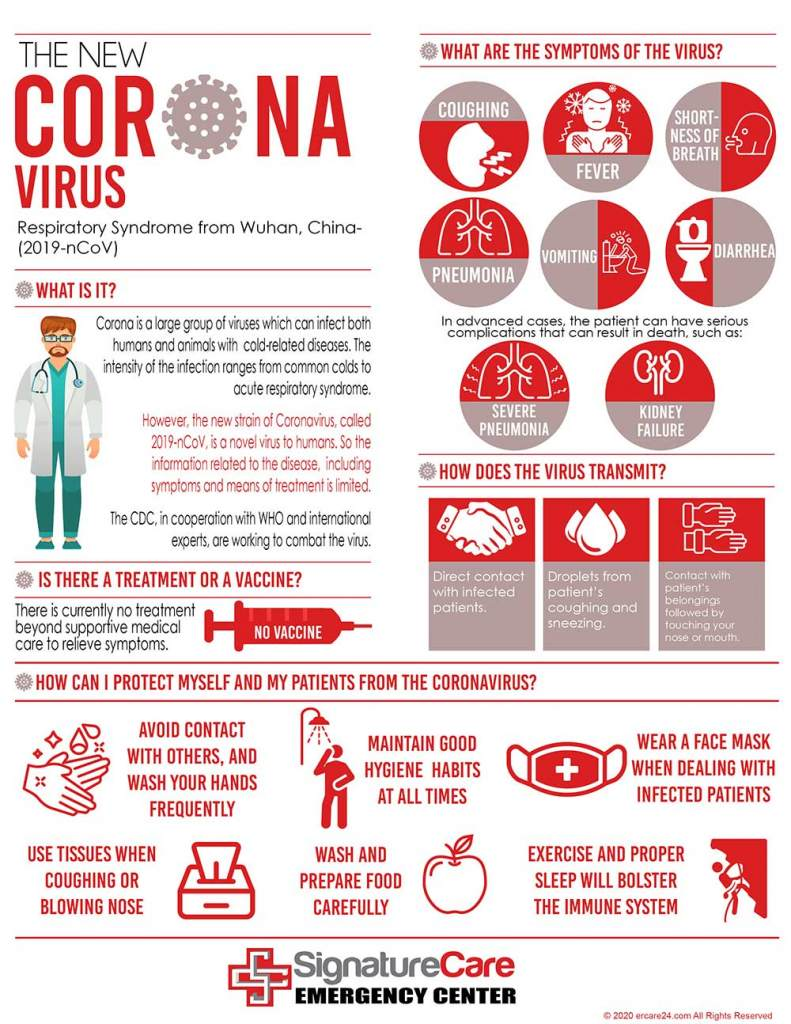 THE NEW
CORONA
VIRUS
Respiratory Syndrome from Wuhan, China-
(2019-nCoV)
WHAT IS IT?
Corona is a large group of viruses which can infect both
humans and animals with cold-related diseases. The
intensity of the infection ranges from common colds to
acute respiratory syndrome.
However, the new strain of Coronavirus, called
2019-nCoV, is a novel virus to humans. So the
information related to the disease, including
symptoms and means of treatment is limited.
The CDC, in cooperation with WHO and international
experts, are working to combat the virus.
IS THERE A TREATMENT OR A VACCINE?
There is currently no treatment
beyond supportive medical
care to relieve symptoms.
NO VACCINE
WHAT ARE THE SYMPTOMS OF THE VIRUS?
COUGHING
FEVER
SHORT-
NESS OF
BREATH
PNEUMONIA
VOMITING
DIARRHEA
In advanced cases, the patient can have serious
complications that can result in death, such as:
SEVERE
PNEUMONIA
KIDNEY
FAILURE
HOW DOES THE VIRUS TRANSMIT?
Direct contact
with infected
patients.
Droplets from
patient's
coughing and
sneezing.
Contact with
patient's
belongings
followed by
touching your
nose or mouth.
HOW CAN I PROTECT MYSELF AND MY PATIENTS FROM THE CORONAVIRUS?
AVOID CONTACT
WITH OTHERS, AND
WASH YOUR HANDS
FREQUENTLY
MAINTAIN GOOD
HYGIENE HABITS
AT ALL TIMES
WEAR A FACE MASK
WHEN DEALING WITH
INFECTED PATIENTS
USE TISSUES WHEN
COUGHING OR
BLOWING NOSE
WASH AND
PREPARE FOOD
CAREFULLY
EXERCISE AND PROPER
SLEEP WILL BOLSTER
THE IMMUNE SYSTEM
SignatureCare
EMERGENCY CENTER
© 2020 ercare24.com All Rights Reserved